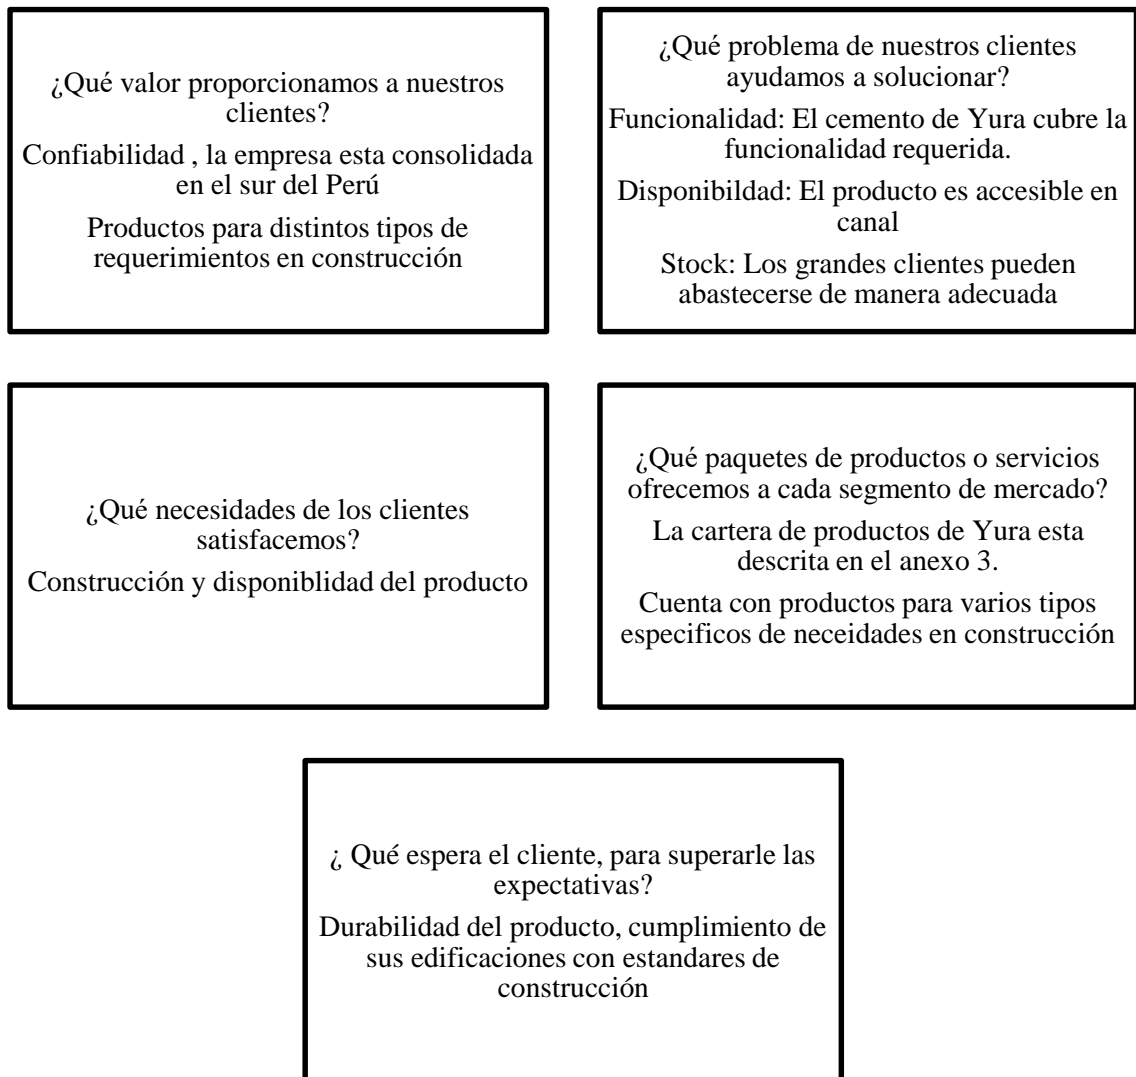 ¿Qué valor proporcionamos a nuestros
clientes?
Confiabilidad , la empresa esta consolidada
en el sur del Perú
Productos para distintos tipos de
requerimientos en construcción
¿Qué problema de nuestros clientes
ayudamos a solucionar?
Funcionalidad: El cemento de Yura cubre la
funcionalidad requerida.
Disponibildad: El producto es accesible en
canal
Stock: Los grandes clientes pueden
abastecerse de manera adecuada
¿Qué necesidades de los clientes
satisfacemos?
Construcción y disponiblidad del producto
¿Qué paquetes de productos o servicios
ofrecemos a cada segmento de mercado?
La cartera de productos de Yura esta
descrita en el anexo 3.
Cuenta con productos para varios tipos
especificos de neceidades en construcción
¿ Qué espera el cliente, para superarle las
expectativas?
Durabilidad del producto, cumplimiento de
sus edificaciones con estandares de
construcción